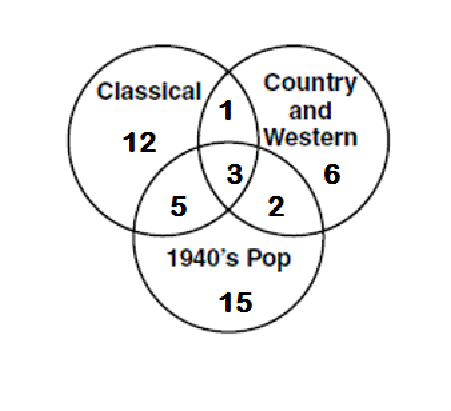 Classical
Country
and
Western
1
12
3
6
5
2
1940's Pop
15